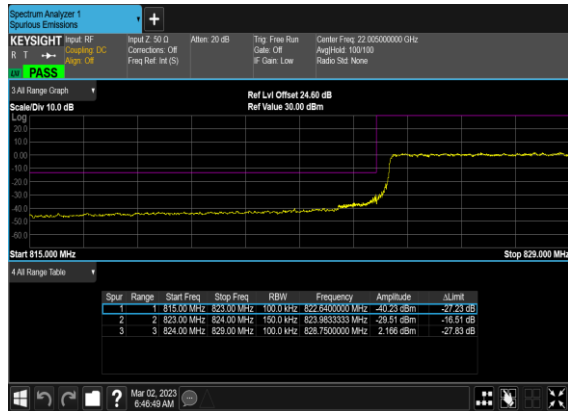 Spectrum Analyzer 1
Spurious Emissions
+
KEYSIGHT Input: RF Input Z: 50 Ω Atten: 20 dB Trig: Free Run Center Freq: 22.005000000 GHz
R T Coupling: DC Corrections: Off Gate: Off Avg|Hold: 100/100
Align: Off Freq Ref: Int (S) IF Gain: Low Radio Std: None
PASS
3 All Range Graph
Ref Lvl Offset 24.60 dB
Scale/Div 10.0 dB Ref Value 30.00 dBm
Log
20.0
10.0
0.00
-10.0
-20.0
-30.0
-40.0
-50.0
-60.0
Start 815.000 MHz Stop 829.000 MHz
4 All Range Table
Spur Range Start Freq Stop Freq RBW Frequency Amplitude ΔLimit
1 1 815.00 MHz 823.00 MHz 100.0 kHz 822.6400000 MHz -40.23 dBm -27.23 dB
2 2 823.00 MHz 824.00 MHz 150.0 kHz 823.9833333 MHz -29.51 dBm -16.51 dB
3 3 824.00 MHz 829.00 MHz 100.0 kHz 828.7500000 MHz 2.166 dBm -27.83 dB
? Mar 02, 2023
6:46:49 AM